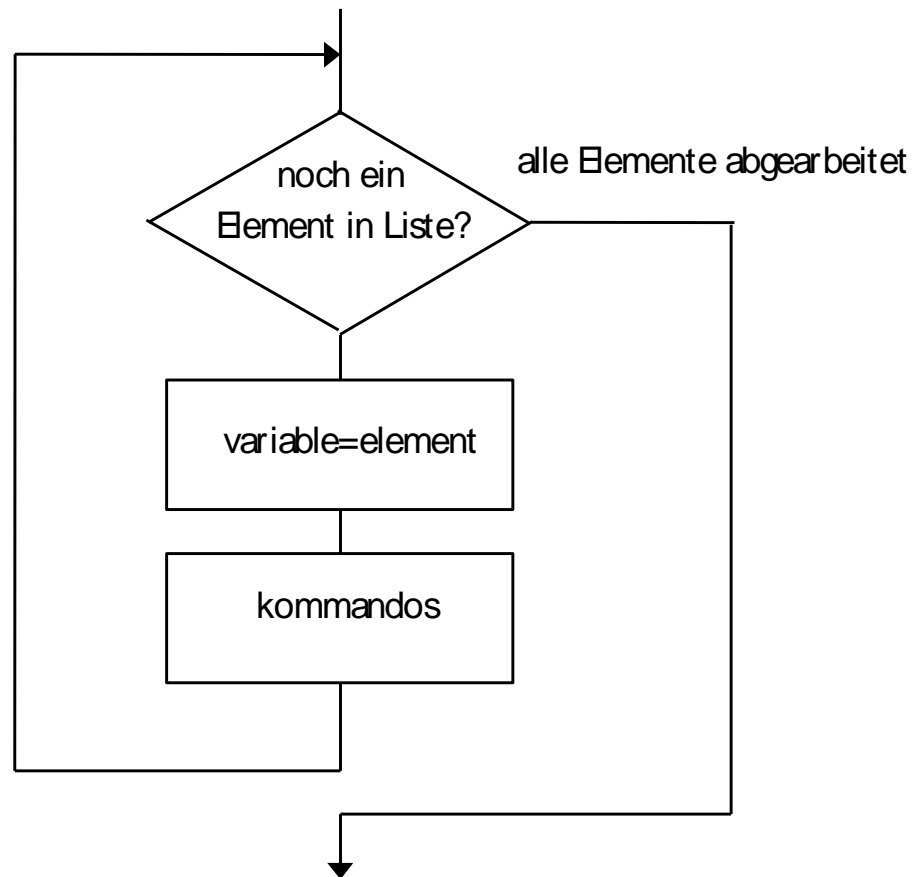 alle Elemente abgearbeitet
noch ein
Element in Liste?
variable=element
kommandos